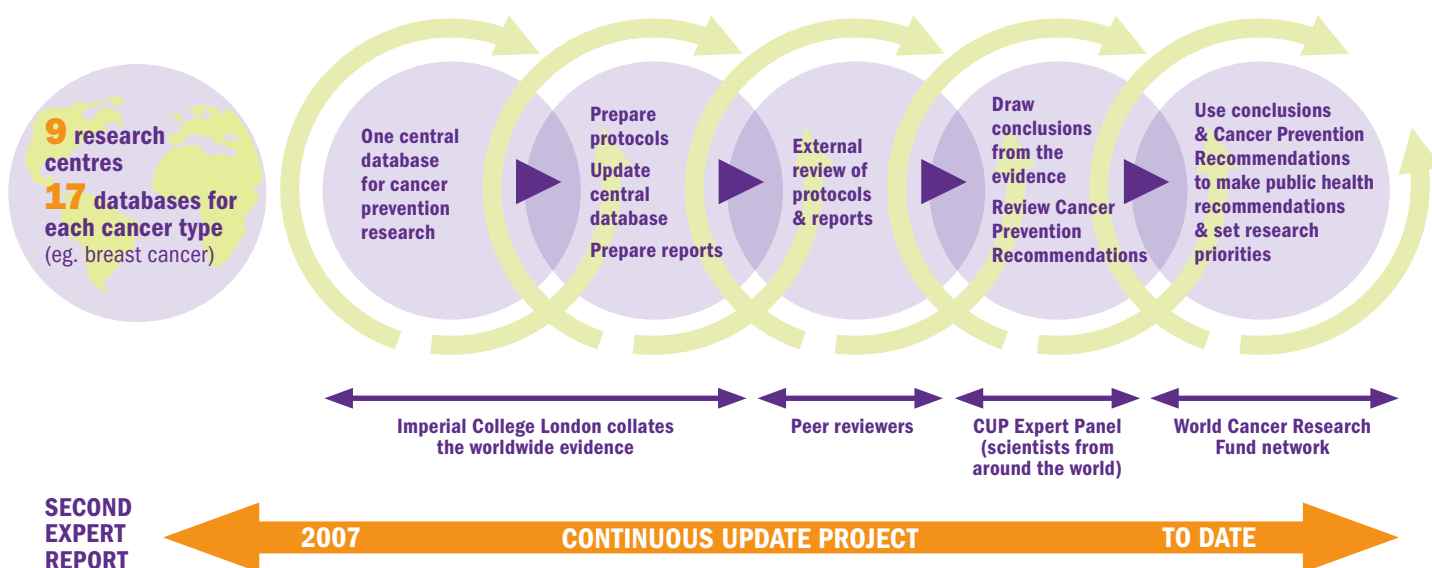 9 research
centres
17 databases for
each cancer type
(eg. breast cancer)
One central
database
for cancer
prevention
research
Prepare
protocols
Update
central
database
Prepare reports
External
review of
protocols
& reports
Draw
conclusions
from the
evidence
Review Cancer
Prevention
Recommendations
Use conclusions
& Cancer Prevention
Recommendations
to make public health
recommendations
& set research
priorities
Imperial College London collates
the worldwide evidence
Peer reviewers
CUP Expert Panel
(scientists from
around the world)
World Cancer Research
Fund network
SECOND
EXPERT
REPORT
2007 CONTINUOUS UPDATE PROJECT TO DATE